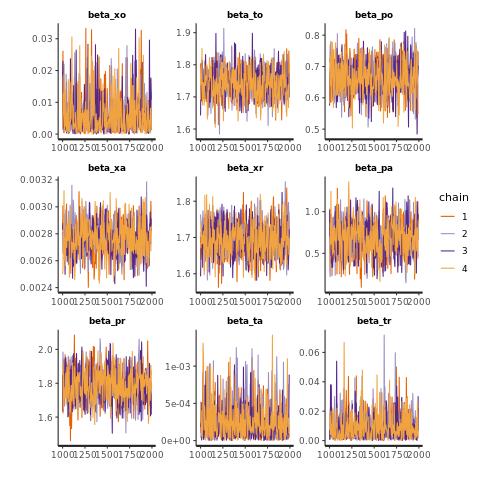 beta_xo
beta_to
beta_po
0.03
0.02
0.01
0.00
1.9
1.8
1.7
1.6
0.8
0.7
0.6
0.5
1000 1250 1500 1750 2000
1000 1250 1500 1750 2000
1000 1250 1500 1750 2000
beta_xa
beta_xr
beta_pa
0.0032
0.0030
0.0028
0.0026
0.0024
1.8
1.7
1.6
1.0
0.5
1000 1250 1500 1750 2000
1000 1250 1500 1750 2000
1000 1250 1500 1750 2000
beta_pr
beta_ta
beta_tr
2.0
1.8
1.6
1e-03
5e-04
0e+00
0.06
0.04
0.02
0.00
1000 1250 1500 1750 2000
1000 1250 1500 1750 2000
1000 1250 1500 1750 2000
chain
1
2
3
4